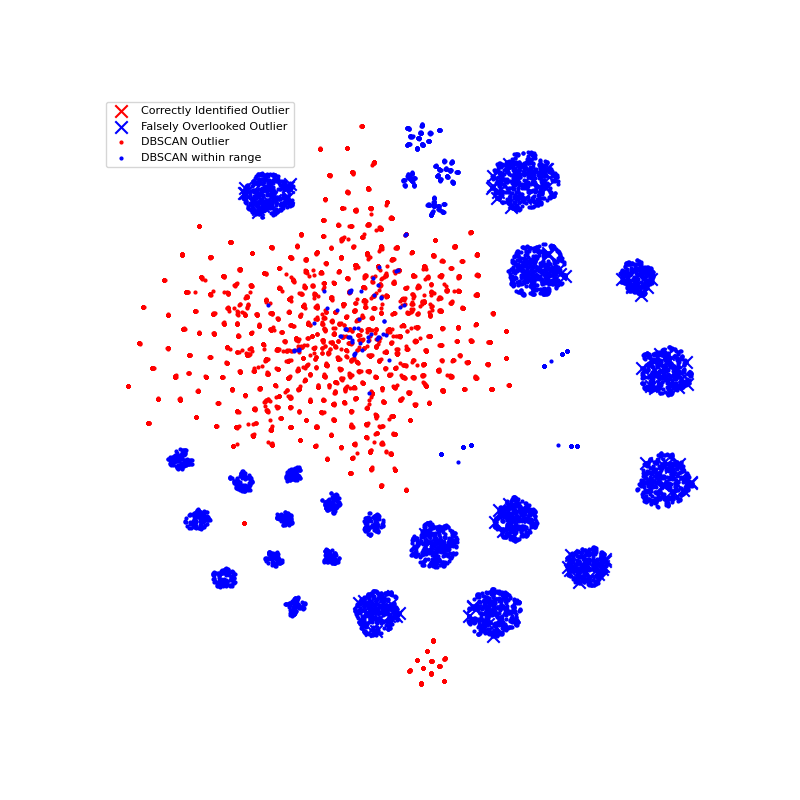 Correctly Identified Outlier
Falsely Overlooked Outlier
DBSCAN Outlier
DBSCAN within range